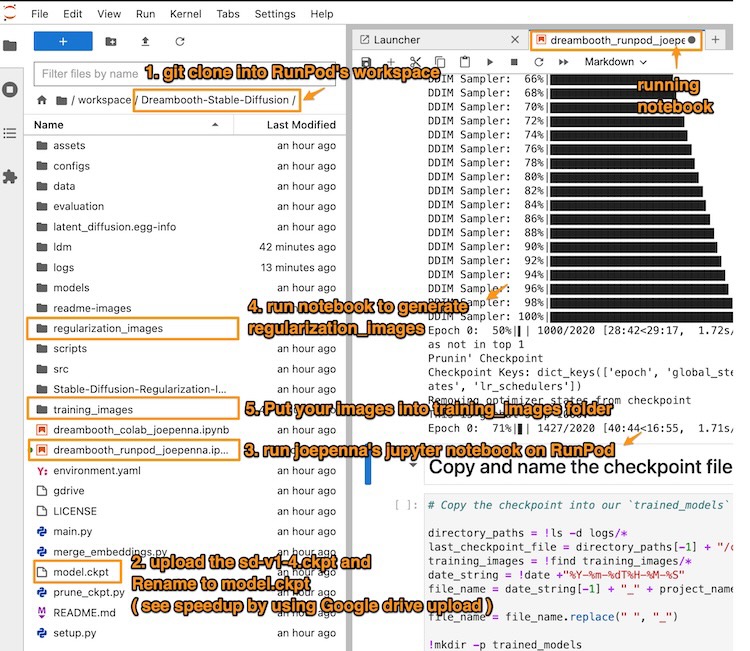 File Edit View Run Kernel Tabs Settings Help
+
Filter files by name
1. git clone into RunPod's workspace
/ workspace / Dreambooth-Stable-Diffusion /
Name Last Modified
assets an hour ago
configs an hour ago
data an hour ago
evaluation an hour ago
latent_diffusion.egg-info an hour ago
ldm 42 minutes ago
logs 13 minutes ago
models an hour ago
readme-images an hour ago
regularization_images an hour ago
scripts an hour ago
src an hour ago
Stable-Diffusion-Regularization-I... an hour ago
training_images
dreambooth_colab_joepenna.ipynb an hour ago
dreambooth_runpod_joepenna.ip...
environment.yaml an hour ago
gdrive an hour ago
LICENSE an hour ago
main.py an hour ago
merge_embeddings.py an hour ago
model.ckpt
prune_ckpt.py
README.md
setup.py an hour ago
4. run notebook to generate
regularization_images
5. Put your images into training_images folder
3. run joepenna's jupyter notebook on RunPod
2. upload the sd-v1-4.ckpt and
Rename to model.ckpt
( see speedup by using Google drive upload )
Launcher
dreambooth_runpod_joepe
+
Markdown
running
notebook
DDIM Sampler: 66%|
DDIM Sampler: 68%|
DDIM Sampler: 70%|
DDIM Sampler: 72%|
DDIM Sampler: 74%|
DDIM Sampler: 76%|
DDIM Sampler: 78%|
DDIM Sampler: 80%|
DDIM Sampler: 82%|
DDIM Sampler: 84%|
DDIM Sampler: 86%|
DDIM Sampler: 88%|
DDIM Sampler: 90%|
DDIM Sampler: 92%|
DDIM Sampler: 94%|
DDIM Sampler: 96%|
DDIM Sampler: 98%|
DDIM Sampler: 100%|
Epoch 0: 50%|▌| 1000/2020 [28:42<29:17, 1.72s/
as not in top 1
Prunin' Checkpoint
Checkpoint Keys: dict_keys(['epoch', 'global_ste
ates', 'lr_schedulers'])
Removing optimizer states from checkpoint
Epoch 0: 71%|▋| 1427/2020 [40:44<16:55, 1.71s/
Copy and name the checkpoint file
[ ]:
# Copy the checkpoint into our `trained_models`
directory_paths = !ls -d logs/*
last_checkpoint_file = directory_paths[-1] + "/c
training_images = !find training_images/*
date_string = !date +"%Y-%m-%dT%H-%M-%S"
file_name = date_string[-1] + "_" + project_name
file_name = file_name.replace(" ", "_")
!mkdir -p trained_models